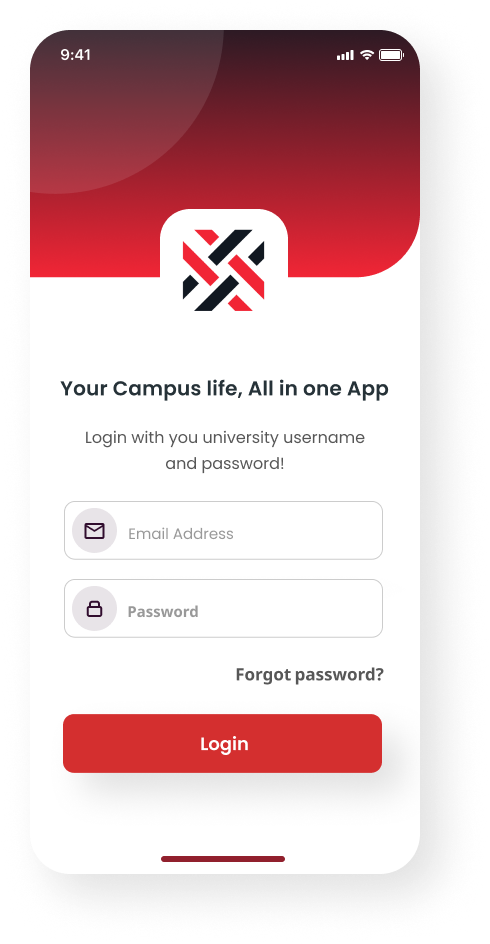 9:41
Your Campus life, All in one App
Login with you university username
and password!
Email Address
Password
Forgot password?
Login